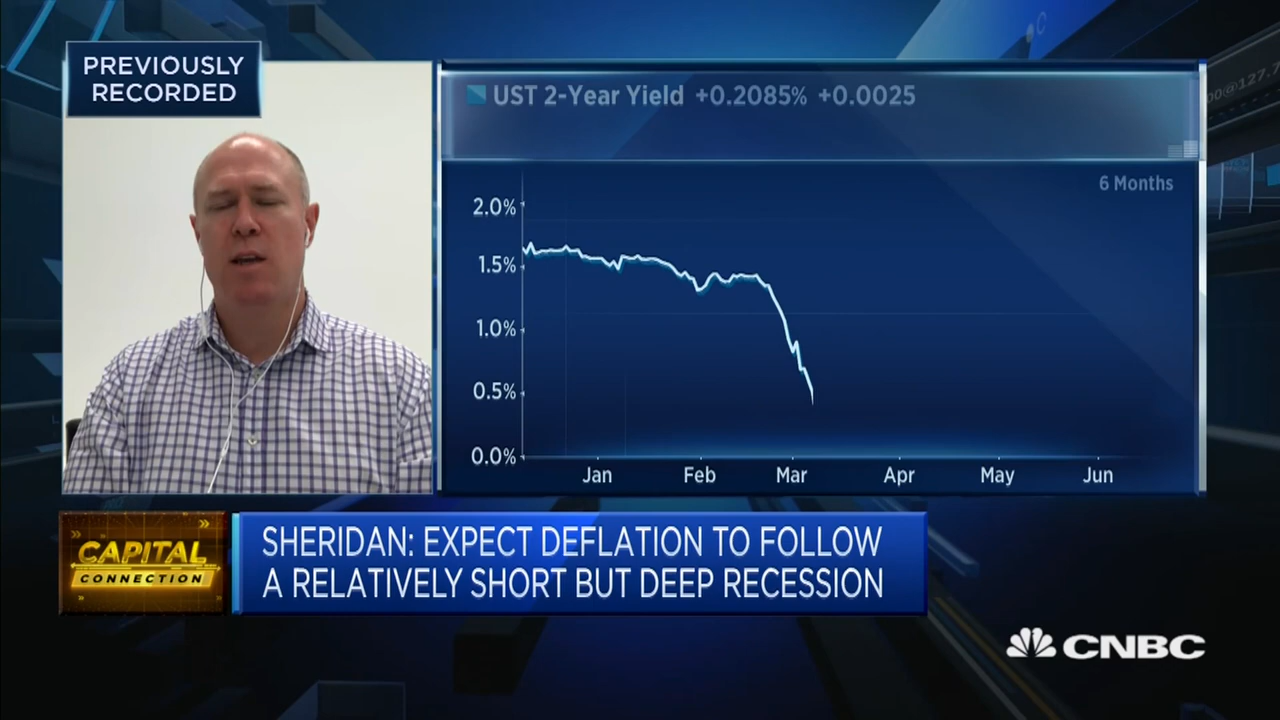 PREVIOUSLY
RECORDED
UST 2-Year Yield +0.2085% +0.0025
6 Months
2.0%
1.5%
1.0%
0.5%
0.0%
Jan Feb Mar Apr May Jun
CAPITAL
CONNECTION
SHERIDAN: EXPECT DEFLATION TO FOLLOW
A RELATIVELY SHORT BUT DEEP RECESSION
CNBC